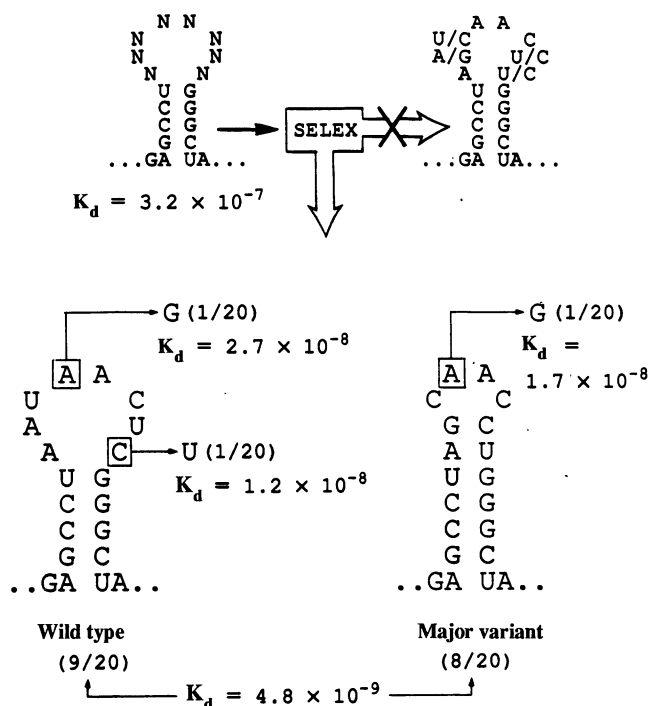 N N
N N
N N
N N
U G
C G
C G
G C
...GA UA...
K_d = 3.2 × 10⁻⁷
SELEX
A A
U/C C/C
A/G U/C
A U
U G
C G
C G
G C
...GA UA...
G (1/20)
K_d = 2.7 × 10⁻⁸
A A
U C
A U
A C
U (1/20)
K_d = 1.2 × 10⁻⁸
U G
C G
C G
G C
..GA UA..
Wild type
(9/20)
G (1/20)
K_d =
1.7 × 10⁻⁸
A A
C C
G C
A U
U G
C G
C G
G C
..GA UA..
Major variant
(8/20)
K_d = 4.8 × 10⁻⁹